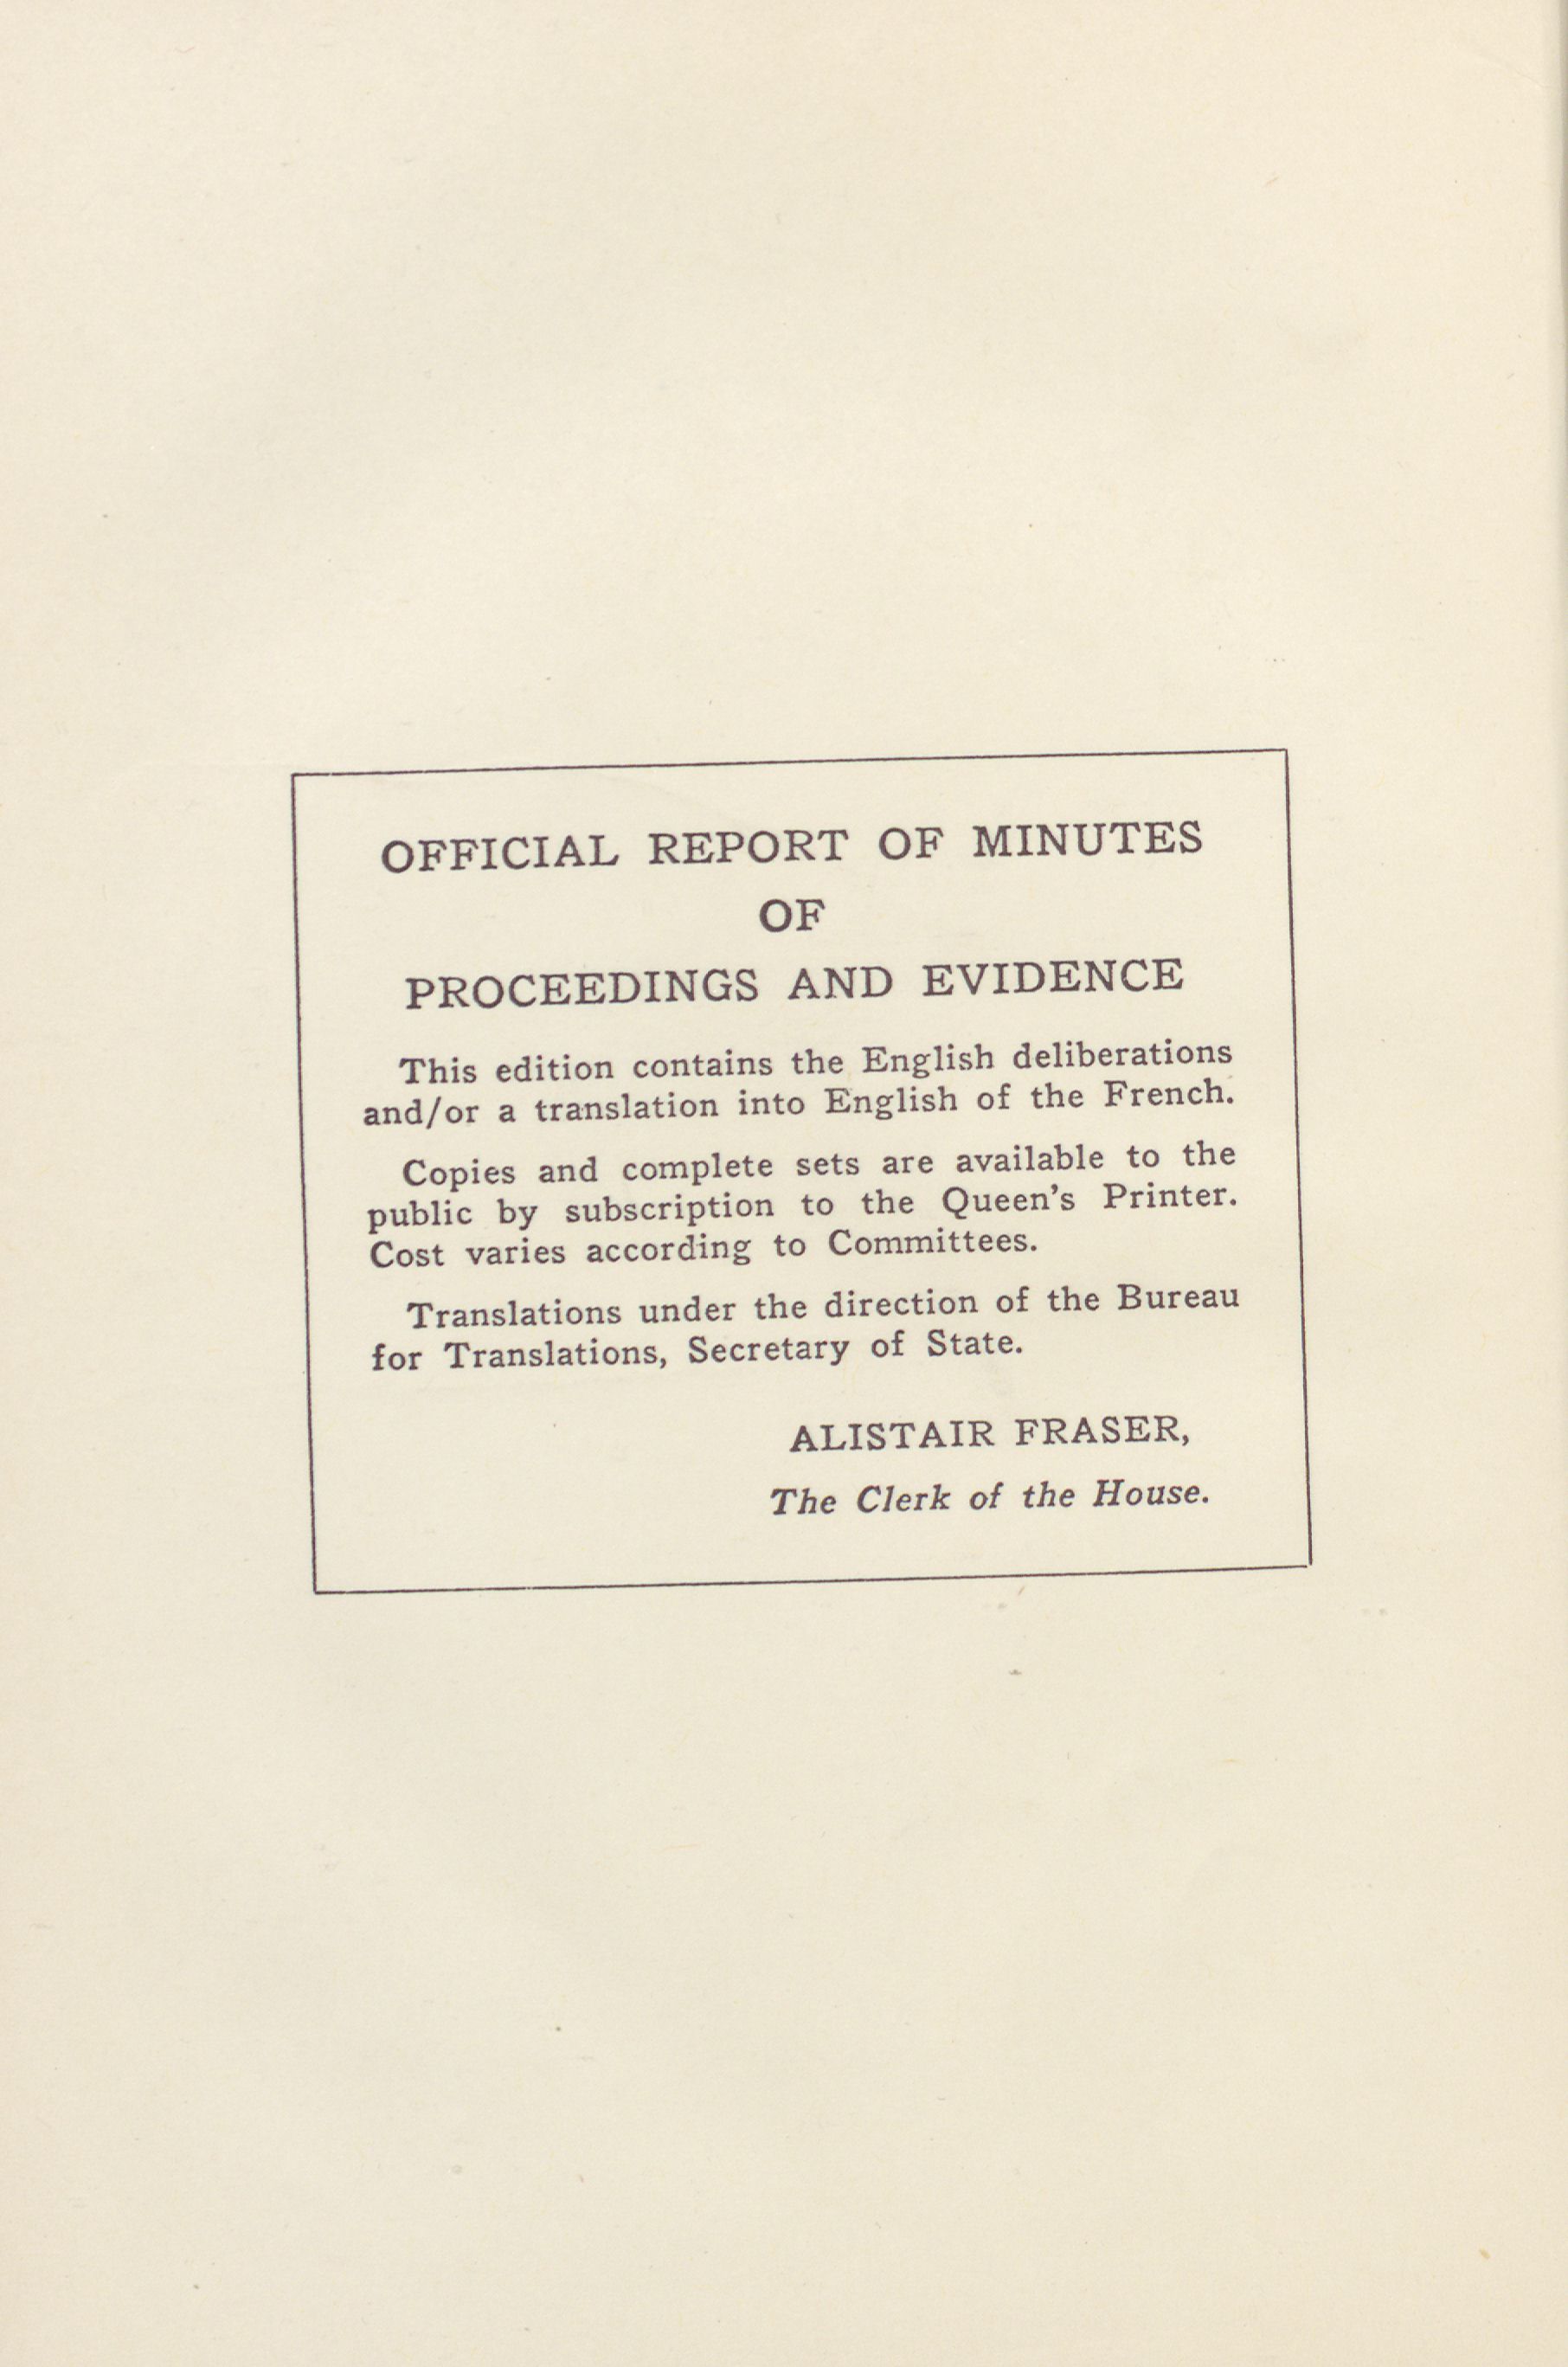 OFFICIAL REPORT OF MINUTES
OF
PROCEEDINGS AND EVIDENCE
This edition contains the English deliberations
and/or a translation into English of the French.
Copies and complete sets are available to the
public by subscription to the Queen's Printer.
Cost varies according to Committees.
Translations under the direction of the Bureau
for Translations, Secretary of State.
ALISTAIR FRASER,
The Clerk of the House.